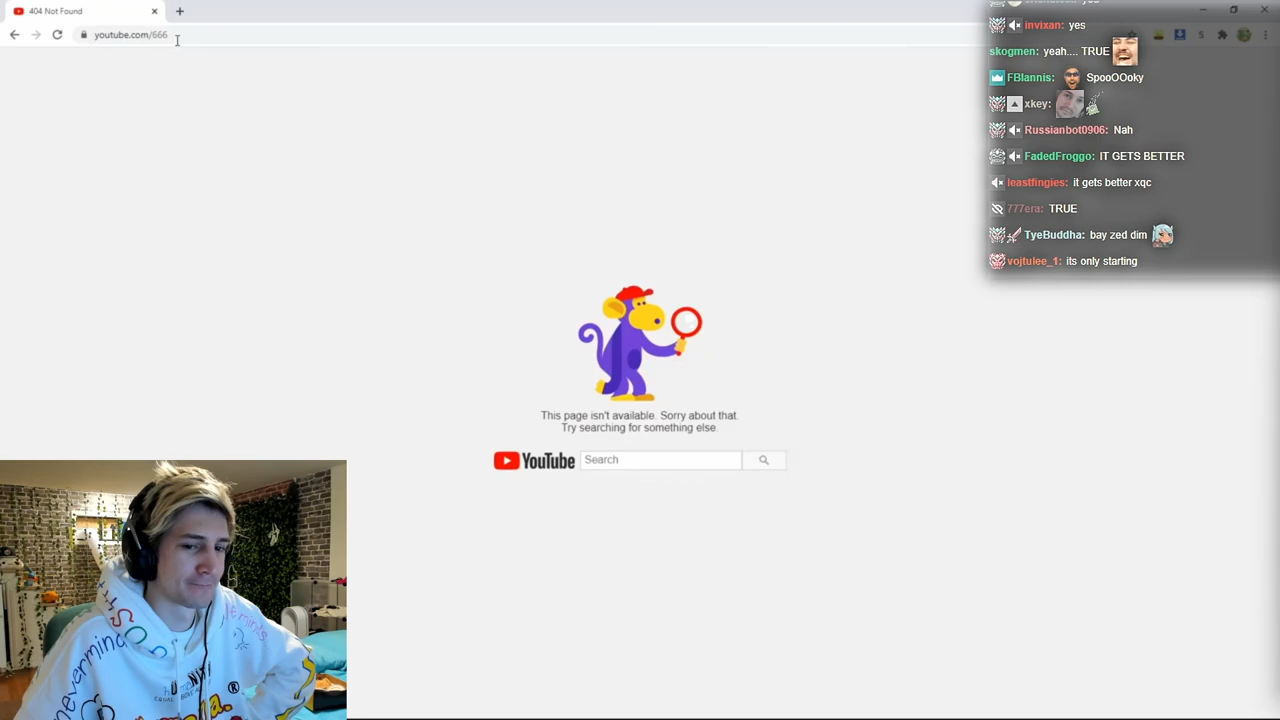 404 Not Found
youtube.com/666
invixan: yes
skogmen: yeah.... TRUE
FBIannis: SpooOOoky
xkey:
Russianbot0906: Nah
FadedFroggo: IT GETS BETTER
leastfingies: it gets better xqc
777era: TRUE
TyeBuddha: bay zed dim
vojtulee_1: its only starting
This page isn't available. Sorry about that.
Try searching for something else.
YouTube Search
nevermind